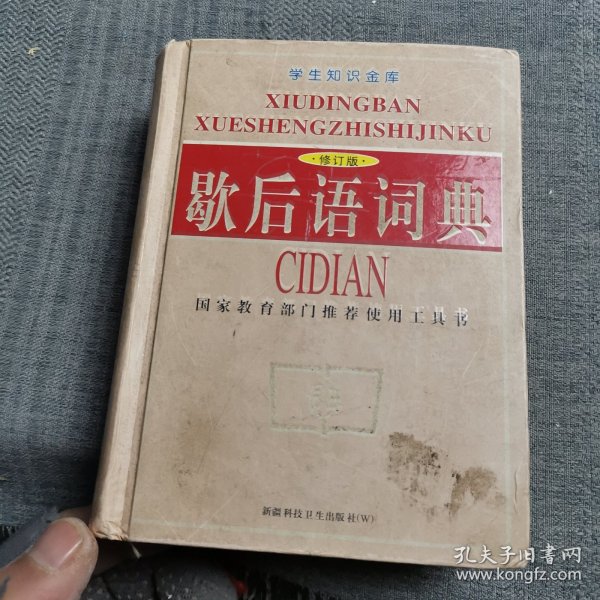 学生知识金库
XIUDINGBAN
XUESHENGZHISHIJINKU
·修订版·
歇后语词典
CIDIAN
国家教育部门推荐使用工具书
新疆科技卫生出版社(W)
孔夫子旧书网
www.kongfz.com